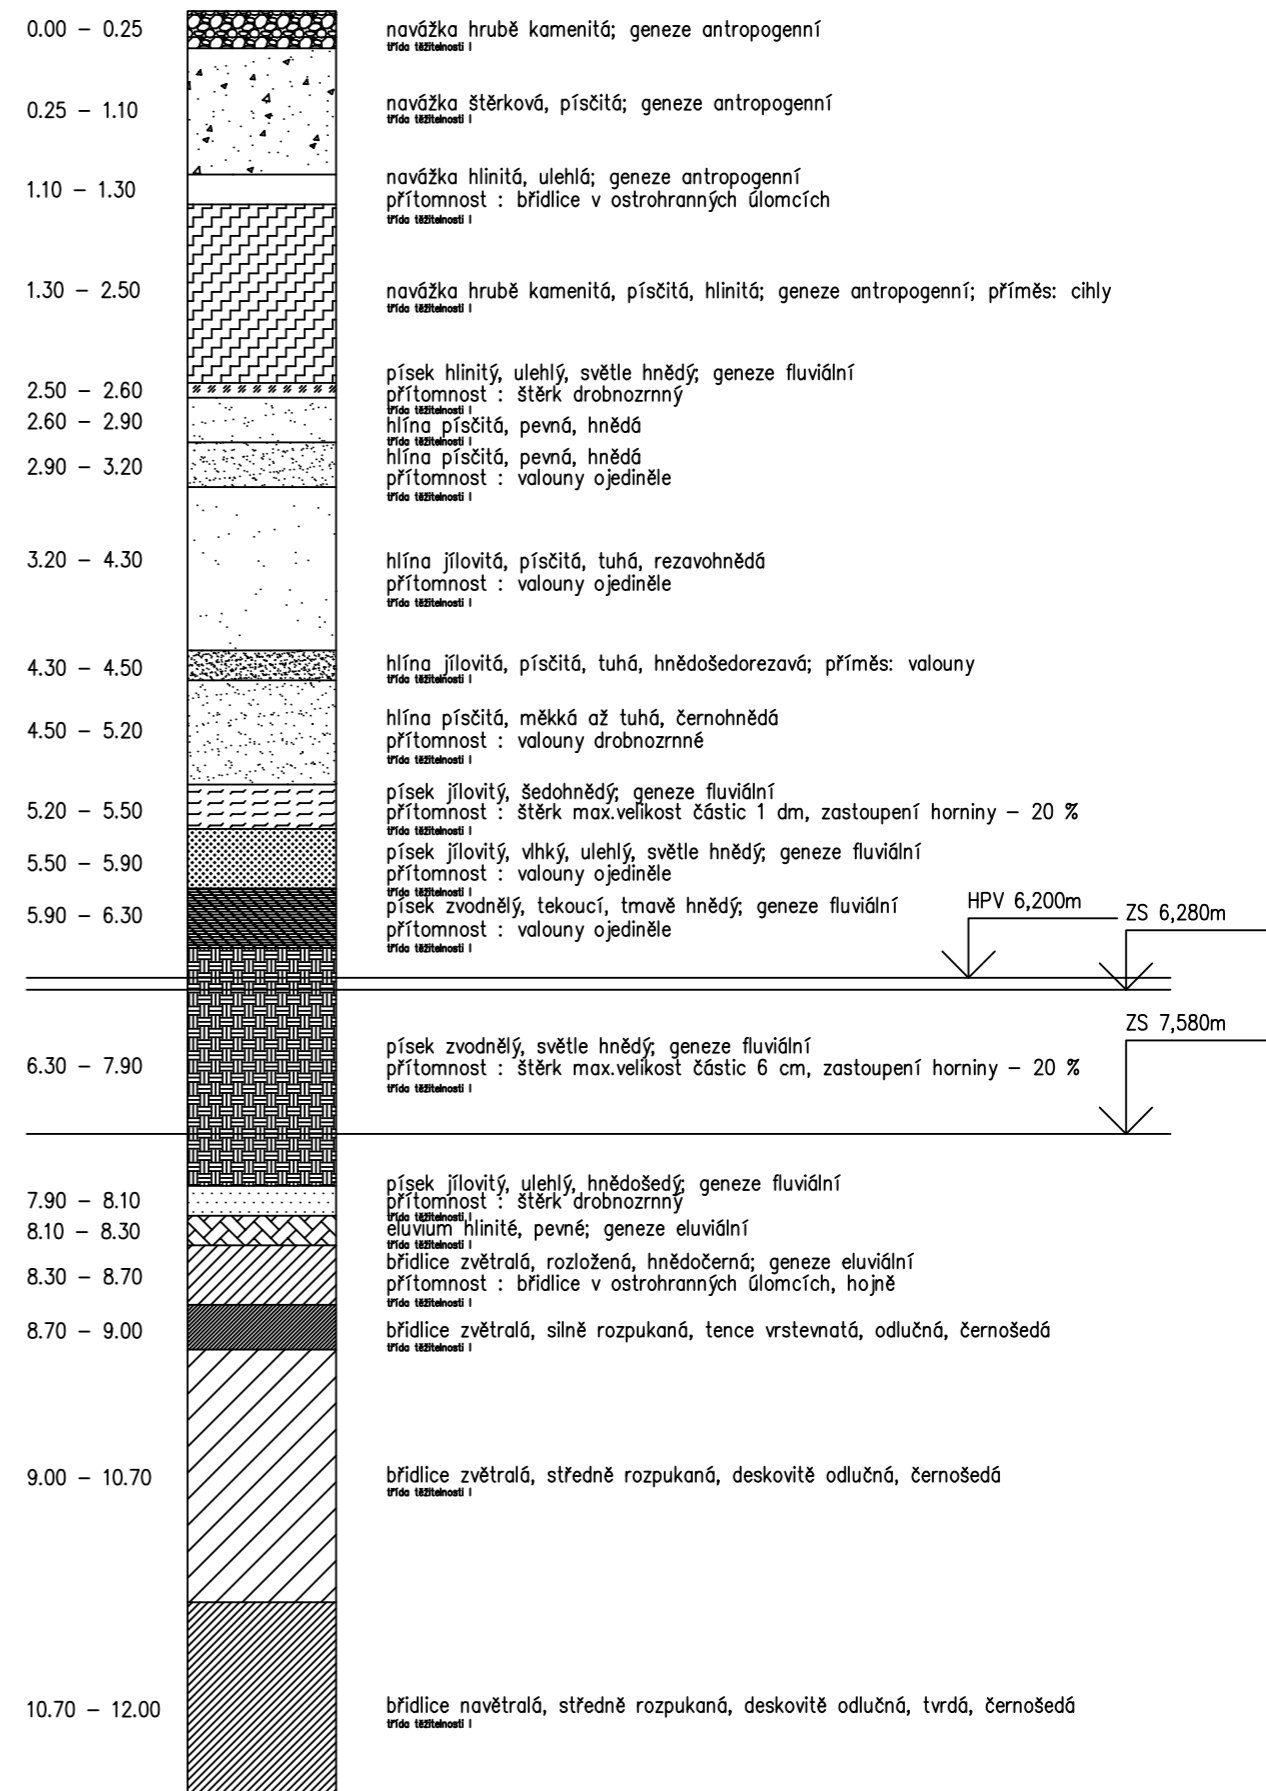 0.00 – 0.25
navážka hrubě kamenitá; geneze antropogenní
třída těžitelnosti I
0.25 – 1.10
navážka štěrková, písčitá; geneze antropogenní
třída těžitelnosti I
1.10 – 1.30
navážka hlinitá, ulehlá; geneze antropogenní
přítomnost : břidlice v ostrohranných úlomcích
třída těžitelnosti I
1.30 – 2.50
navážka hrubě kamenitá, písčitá, hlinitá; geneze antropogenní; příměs: cihly
třída těžitelnosti I
2.50 – 2.60
písek hlinitý, ulehlý, světle hnědý; geneze fluviální
přítomnost : štěrk drobnozrnný
třída těžitelnosti I
2.60 – 2.90
hlína písčitá, pevná, hnědá
třída těžitelnosti I
2.90 – 3.20
hlína písčitá, pevná, hnědá
přítomnost : valouny ojediněle
třída těžitelnosti I
3.20 – 4.30
hlína jílovitá, písčitá, tuhá, rezavohnědá
přítomnost : valouny ojediněle
třída těžitelnosti I
4.30 – 4.50
hlína jílovitá, písčitá, tuhá, hnědošedorezavá; příměs: valouny
třída těžitelnosti I
4.50 – 5.20
hlína písčitá, měkká až tuhá, černohnědá
přítomnost : valouny drobnozrnné
třída těžitelnosti I
5.20 – 5.50
písek jílovitý, šedohnědý; geneze fluviální
přítomnost : štěrk max.velikost částic 1 dm, zastoupení horniny – 20 %
třída těžitelnosti I
5.50 – 5.90
písek jílovitý, vlhký, ulehlý, světle hnědý; geneze fluviální
přítomnost : valouny ojediněle
třída těžitelnosti I
5.90 – 6.30
písek zvodnělý, tekoucí, tmavě hnědý; geneze fluviální
přítomnost : valouny ojediněle
třída těžitelnosti I
HPV 6,200m
ZS 6,280m
ZS 7,580m
6.30 – 7.90
písek zvodnělý, světle hnědý; geneze fluviální
přítomnost : štěrk max.velikost částic 6 cm, zastoupení horniny – 20 %
třída těžitelnosti I
7.90 – 8.10
písek jílovitý, ulehlý, hnědošedý; geneze fluviální
přítomnost : štěrk drobnozrnný
třída těžitelnosti I
8.10 – 8.30
eluvium hlinité, pevné; geneze eluviální
třída těžitelnosti I
8.30 – 8.70
břidlice zvětralá, rozložená, hnědočerná; geneze eluviální
přítomnost : břidlice v ostrohranných úlomcích, hojně
třída těžitelnosti I
8.70 – 9.00
břidlice zvětralá, silně rozpukaná, tence vrstevnatá, odlučná, černošedá
třída těžitelnosti I
9.00 – 10.70
břidlice zvětralá, středně rozpukaná, deskovitě odlučná, černošedá
třída těžitelnosti I
10.70 – 12.00
břidlice navětralá, středně rozpukaná, deskovitě odlučná, tvrdá, černošedá
třída těžitelnosti I